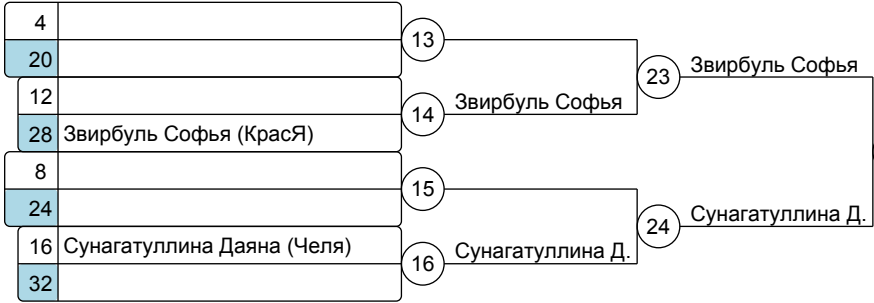 4
13
20
23 Звирбуль Софья
12
14 Звирбуль Софья
28 Звирбуль Софья (КрасЯ)
8
15
24
24 Сунагатуллина Д.
16 Сунагатуллина Даяна (Челя)
16 Сунагатуллина Д.
32